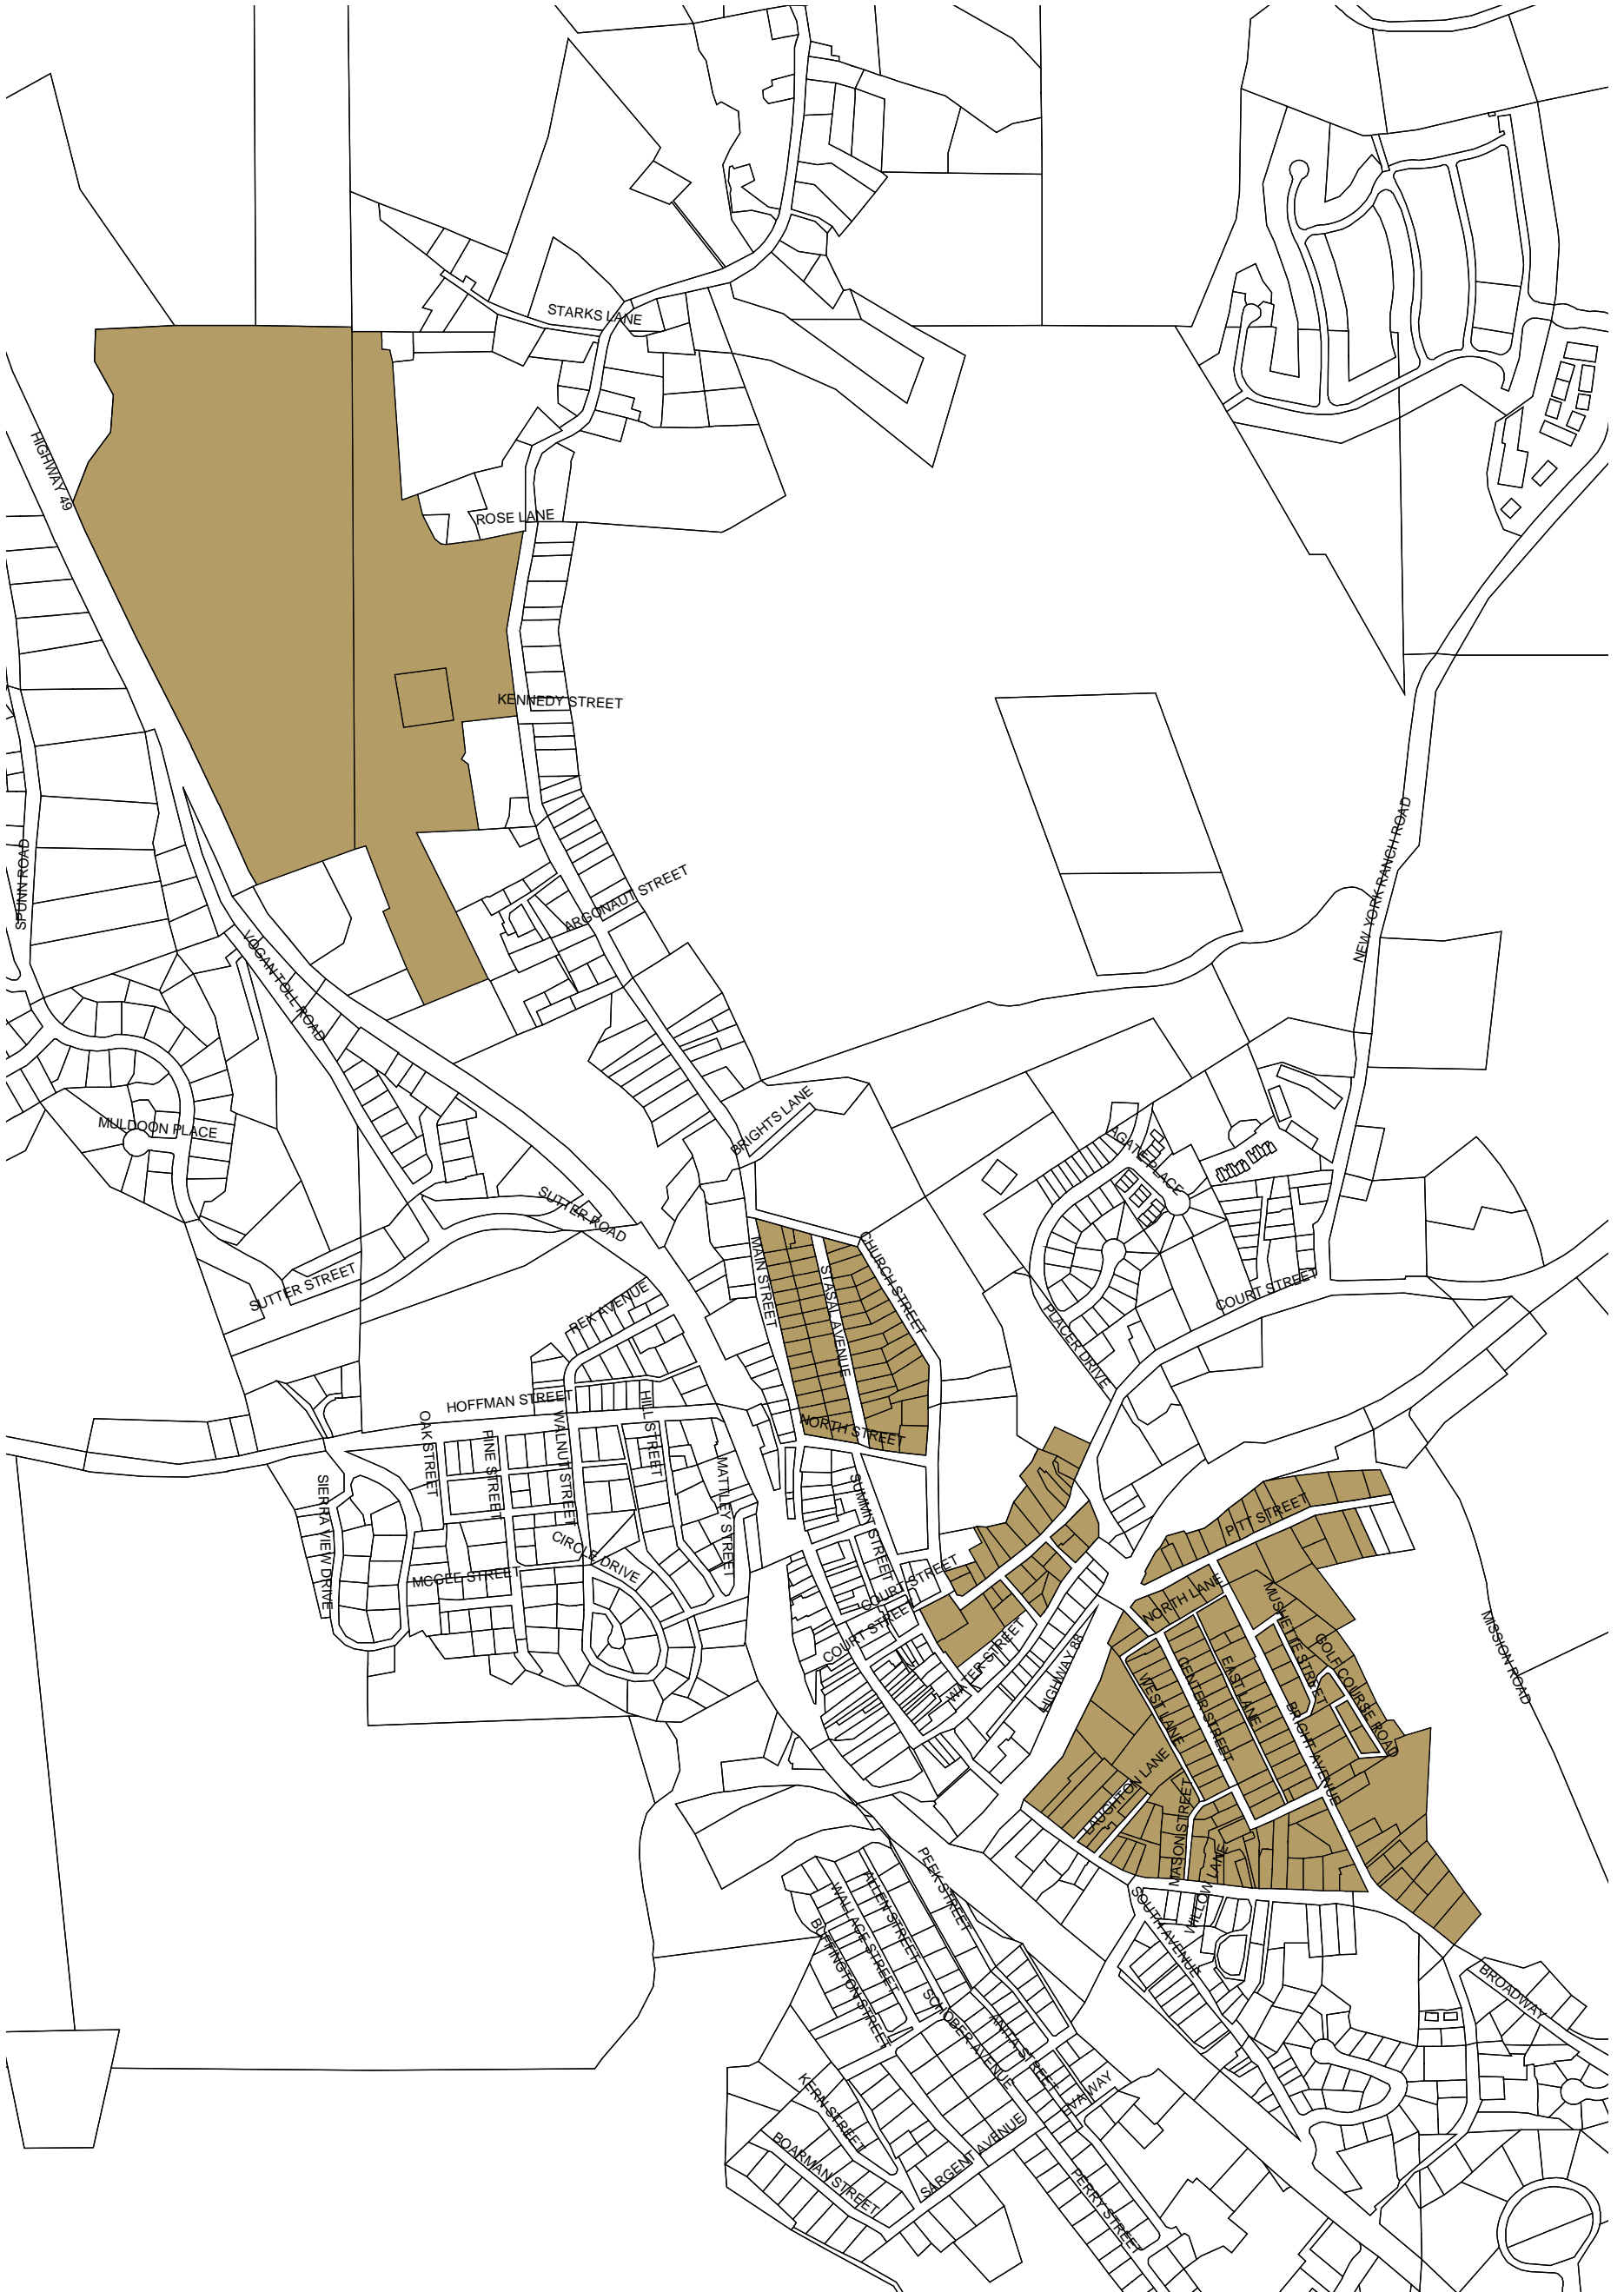 STARKS LANE
HIGHWAY 49
ROSE LANE
KENNEDY STREET
NEW YORK RANCH ROAD
SPUNN ROAD
ARGONAUT STREET
VOGAN TOLL ROAD
BRIGHTS LANE
MULDOON PLACE
AGATE PLACE
SUTTER ROAD
CHURCH STREET
MAIN STREET
STASAL AVENUE
SUTTER STREET
COURT STREET
REX AVENUE
PLACER DRIVE
HOFFMAN STREET
HILL STREET
OAK STREET
WALNUT STREET
NORTH STREET
PINE STREET
MATTLEY STREET
SUMMIT STREET
SIERRA VIEW DRIVE
PITT STREET
CIRCLE DRIVE
MCGEE STREET
COURT STREET
NORTH LANE
MUSHETTE STREET
COURT STREET
WATER STREET
HIGHWAY 88
GOLF COURSE ROAD
MISSION ROAD
WEST LANE
CENTER STREET
EAST LANE
BRIGHT AVENUE
LAUGHTON LANE
MASON STREET
WILLOW LANE
PEEK STREET
ALLEN STREET
WALLACE STREET
BUFFINGTON STREET
SOUTH AVENUE
BROADWAY
SCHOBER AVENUE
ANITA STREET
VA WAY
KERN STREET
SARGENT AVENUE
BOARMAN STREET
PERRY STREET